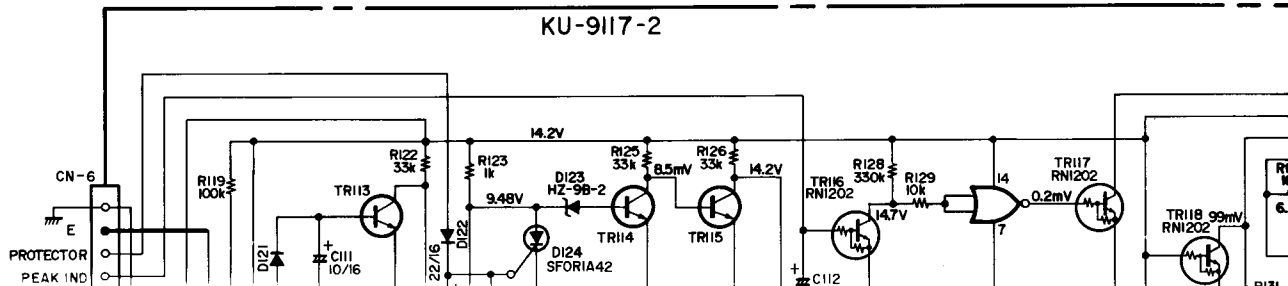 KU-9117-2
14.2V
CN-6
R119
100k
R122
33k
R123
1k
R125
33k
8.5mV
R126
33k
14.2V
R128
330k
R129
10k
14
TR117
RN1202
TR113
D123
HZ-9B-2
9.48V
TR116
RN1202
14.7V
0.2mV
E
TR118
RN1202
99mV
7
PROTECTOR
PEAK IND
D121
+
C111
10/16
22/16
D122
D124
SFOR1A42
TR114
TR115
+
C112